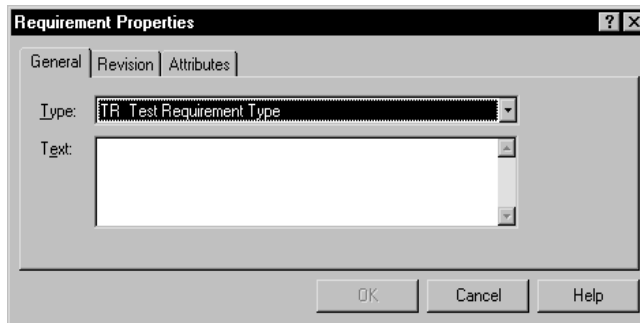 Requirement Properties
General Revision Attributes
Type: TR Test Requirement Type
Text:
OK Cancel Help